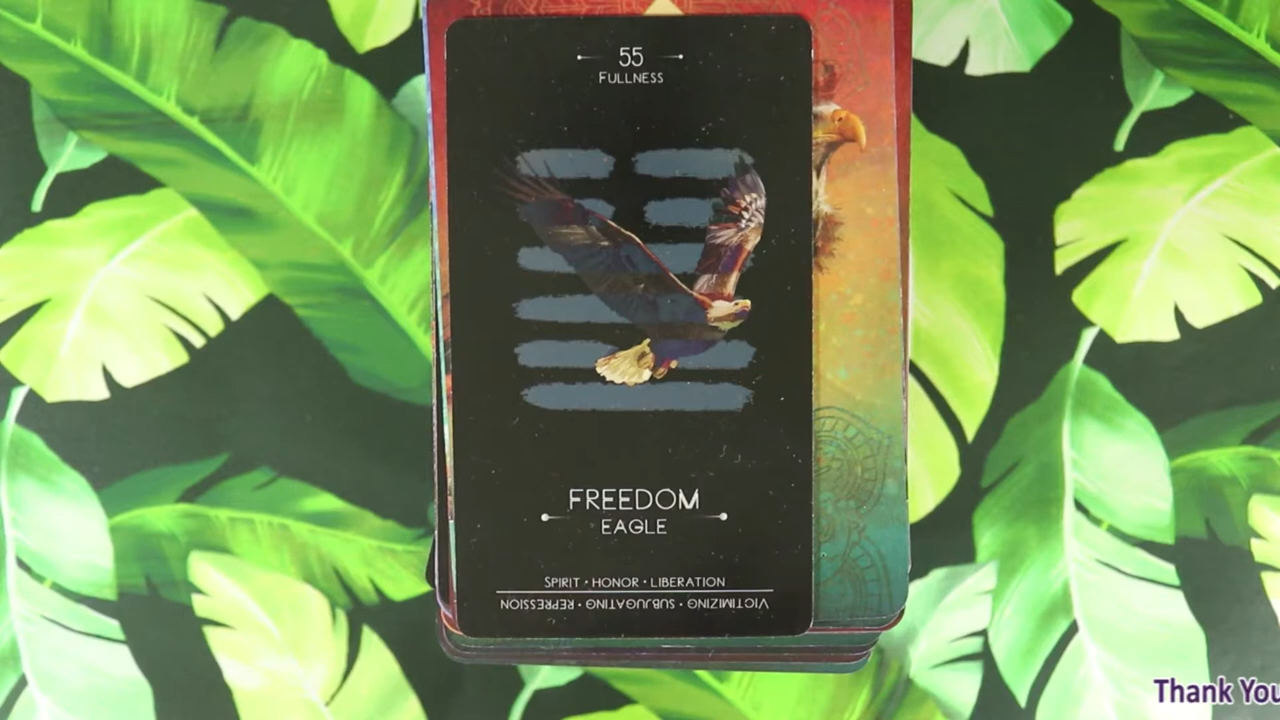 55
FULLNESS
FREEDOM
EAGLE
SPIRIT • HONOR • LIBERATION
VICTIMIZING • SUBJUGATING • REPRESSION
Thank You